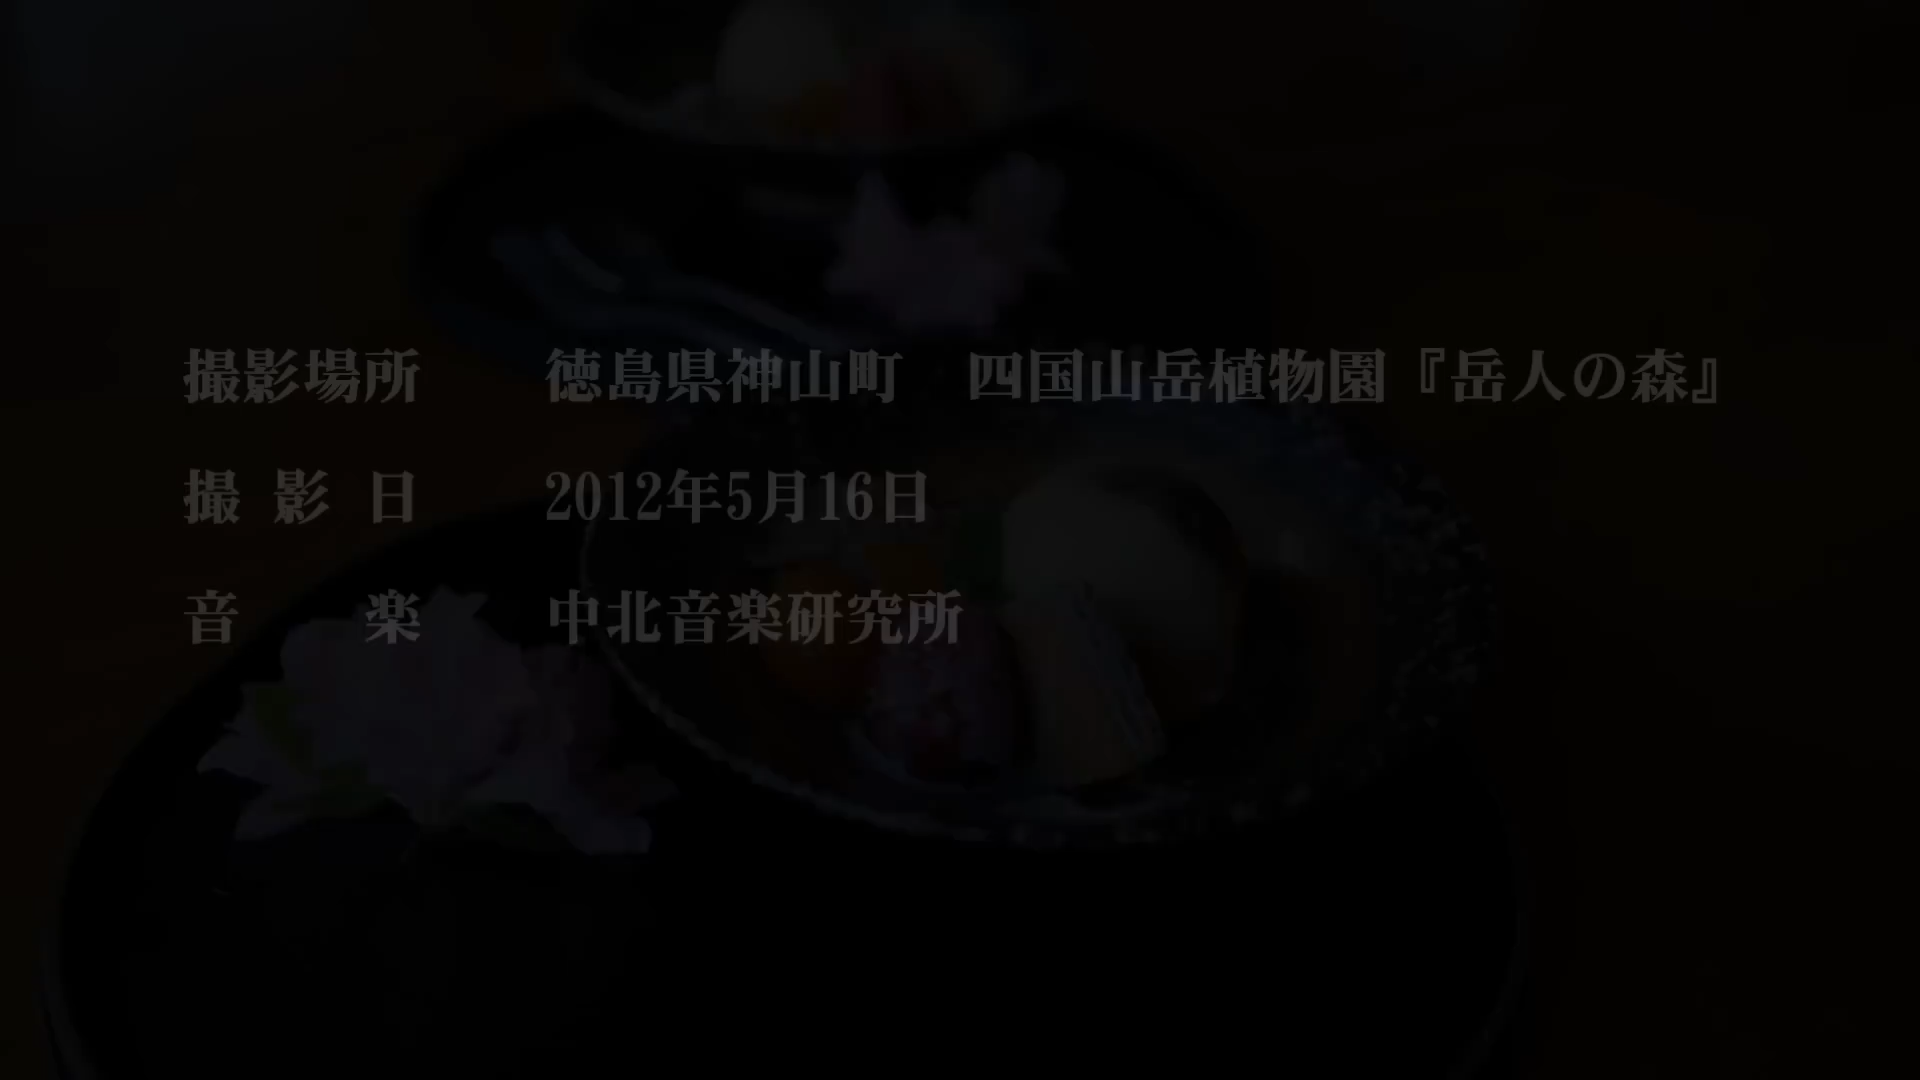 撮影場所　　徳島県神山町　四国山岳植物園『岳人の森』
撮 影 日　　2012年5月16日
音　　楽　　中北音楽研究所